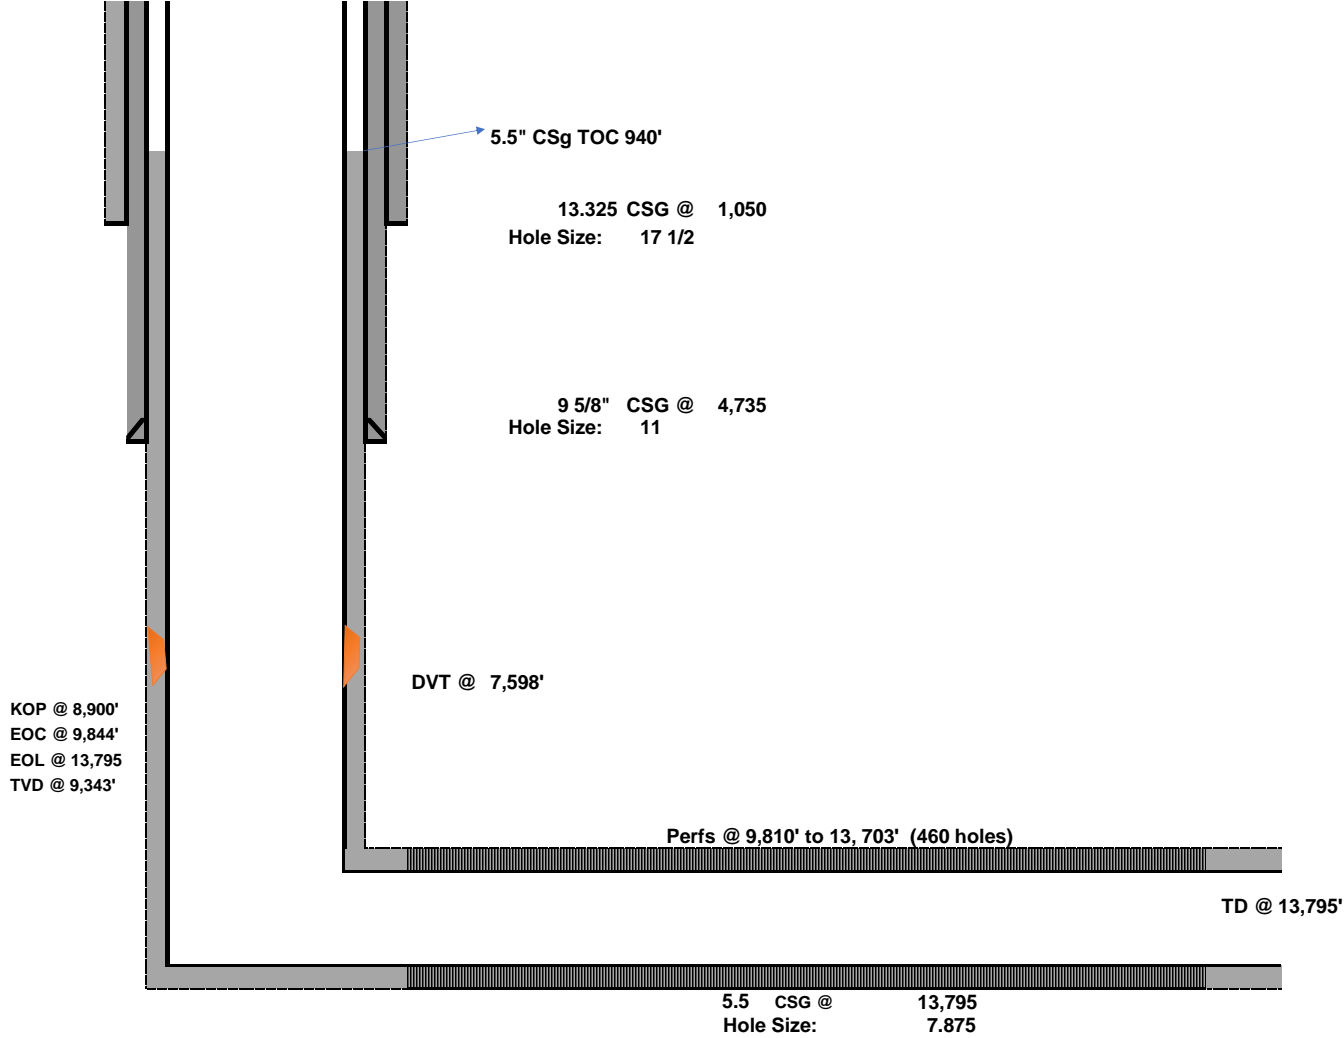 5.5" CSg TOC 940'
13.325 CSG @ 1,050
Hole Size: 17 1/2
9 5/8" CSG @ 4,735
Hole Size: 11
DVT @ 7,598'
KOP @ 8,900'
EOC @ 9,844'
EOL @ 13,795
TVD @ 9,343'
Perfs @ 9,810' to 13, 703' (460 holes)
TD @ 13,795'
5.5 CSG @ 13,795
Hole Size: 7.875